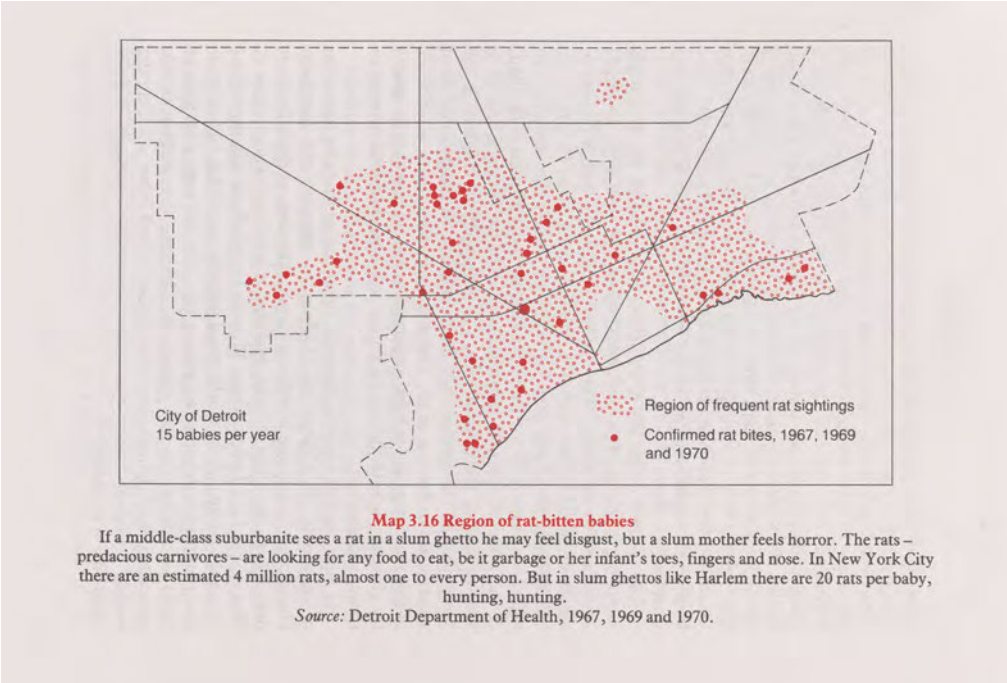 City of Detroit
15 babies per year
Region of frequent rat sightings
Confirmed rat bites, 1967, 1969
and 1970
Map 3.16 Region of rat-bitten babies
If a middle-class suburbanite sees a rat in a slum ghetto he may feel disgust, but a slum mother feels horror. The rats –
predacious carnivores – are looking for any food to eat, be it garbage or her infant's toes, fingers and nose. In New York City
there are an estimated 4 million rats, almost one to every person. But in slum ghettos like Harlem there are 20 rats per baby,
hunting, hunting.
Source: Detroit Department of Health, 1967, 1969 and 1970.